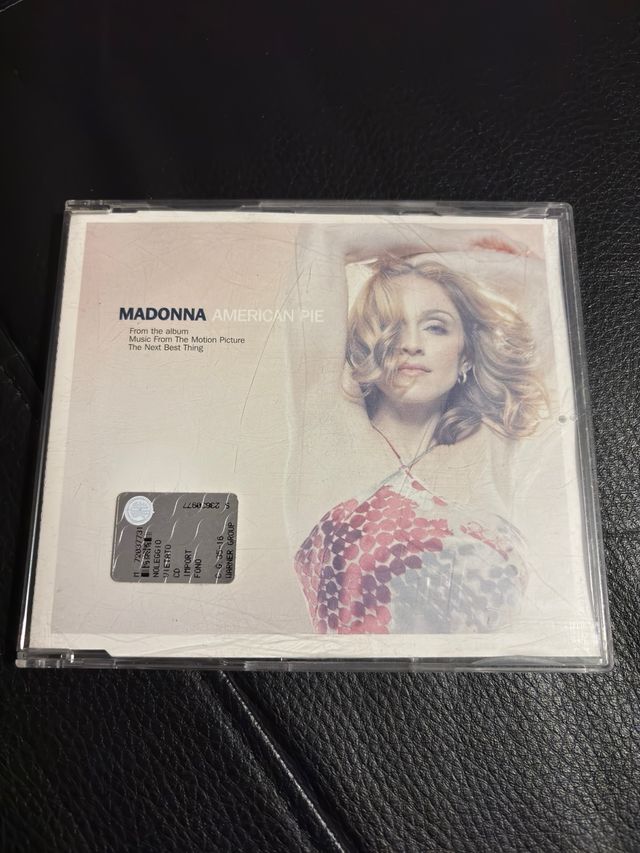 MADONNA AMERICAN PIE
From the album
Music From The Motion Picture
The Next Best Thing
NOLEGGIO
VIETATO
CD
IMPORT
FONO
WARNER GROUP